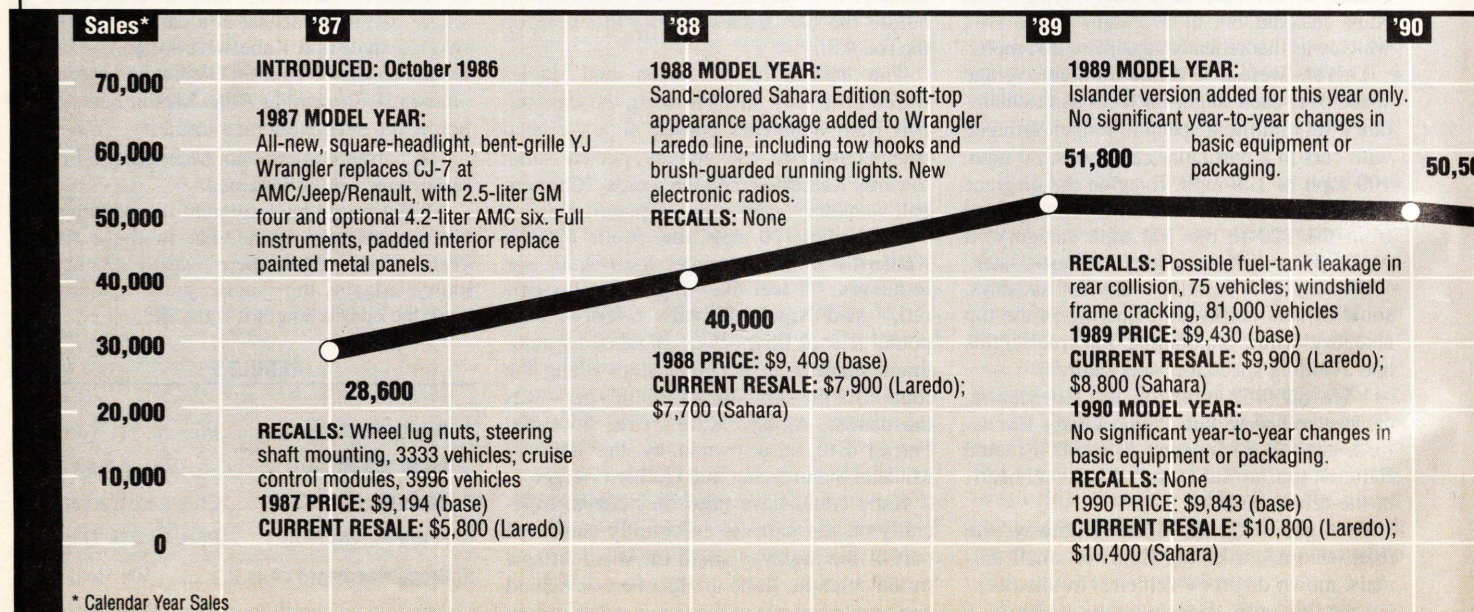 Sales* '87 '88 '89 '90
70,000
60,000
50,000
40,000
30,000
20,000
10,000
0
INTRODUCED: October 1986
1987 MODEL YEAR:
All-new, square-headlight, bent-grille YJ
Wrangler replaces CJ-7 at
AMC/Jeep/Renault, with 2.5-liter GM
four and optional 4.2-liter AMC six. Full
instruments, padded interior replace
painted metal panels.
28,600
RECALLS: Wheel lug nuts, steering
shaft mounting, 3333 vehicles; cruise
control modules, 3996 vehicles
1987 PRICE: $9,194 (base)
CURRENT RESALE: $5,800 (Laredo)
1988 MODEL YEAR:
Sand-colored Sahara Edition soft-top
appearance package added to Wrangler
Laredo line, including tow hooks and
brush-guarded running lights. New
electronic radios.
RECALLS: None
40,000
1988 PRICE: $9, 409 (base)
CURRENT RESALE: $7,900 (Laredo);
$7,700 (Sahara)
1989 MODEL YEAR:
Islander version added for this year only.
No significant year-to-year changes in
basic equipment or
packaging.
51,800
50,50
RECALLS: Possible fuel-tank leakage in
rear collision, 75 vehicles; windshield
frame cracking, 81,000 vehicles
1989 PRICE: $9,430 (base)
CURRENT RESALE: $9,900 (Laredo);
$8,800 (Sahara)
1990 MODEL YEAR:
No significant year-to-year changes in
basic equipment or packaging.
RECALLS: None
1990 PRICE: $9,843 (base)
CURRENT RESALE: $10,800 (Laredo);
$10,400 (Sahara)
* Calendar Year Sales